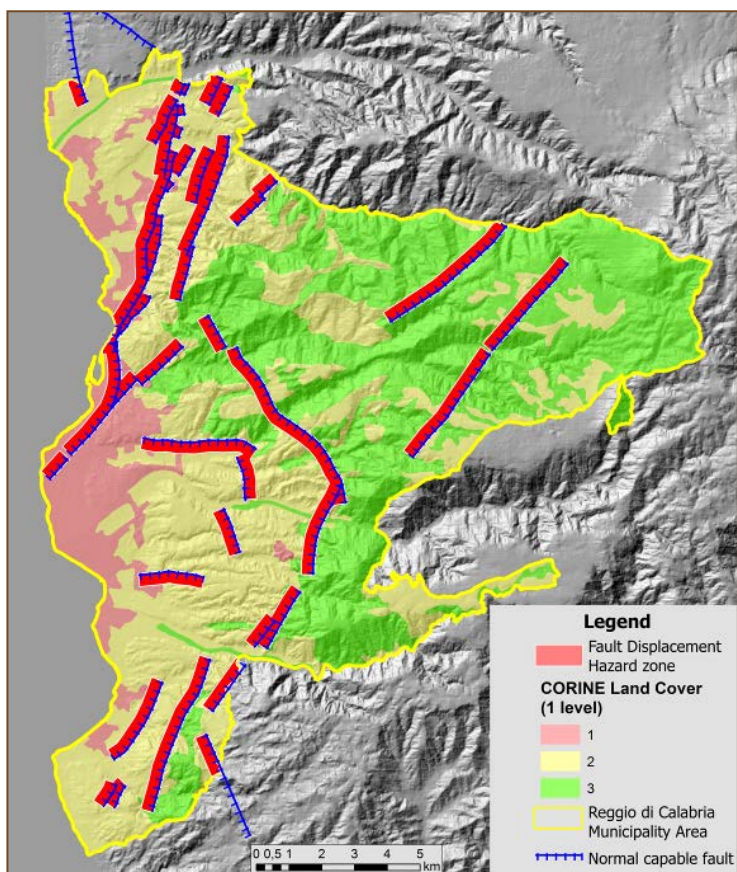 Legend
Fault Displacement
Hazard zone
CORINE Land Cover
(1 level)
1
2
3
Reggio di Calabria
Municipality Area
Normal capable fault
0 0,5 1 2 3 4 5
km